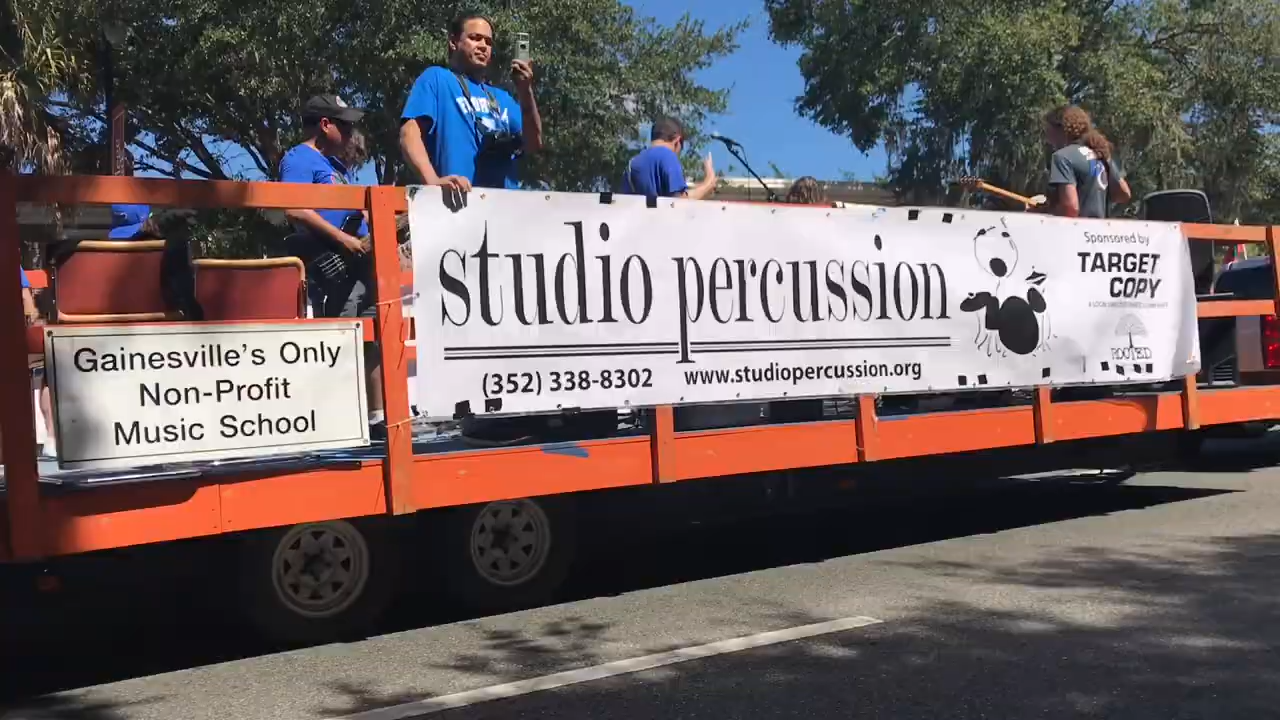 studio percussion
(352) 338-8302 www.studiopercussion.org
Sponsored by
TARGET
COPY
ROOTED
Gainesville's Only
Non-Profit
Music School